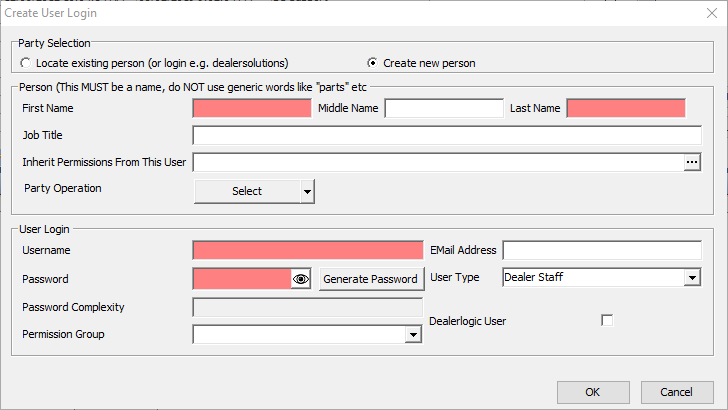 Create User Login
Party Selection
Locate existing person (or login e.g. dealersolutions) Create new person
Person (This MUST be a name, do NOT use generic words like "parts" etc
First Name Middle Name Last Name
Job Title
Inherit Permissions From This User ...
Party Operation Select
User Login
Username EMail Address
Password Generate Password User Type Dealer Staff
Password Complexity
Dealerlogic User
Permission Group
OK Cancel